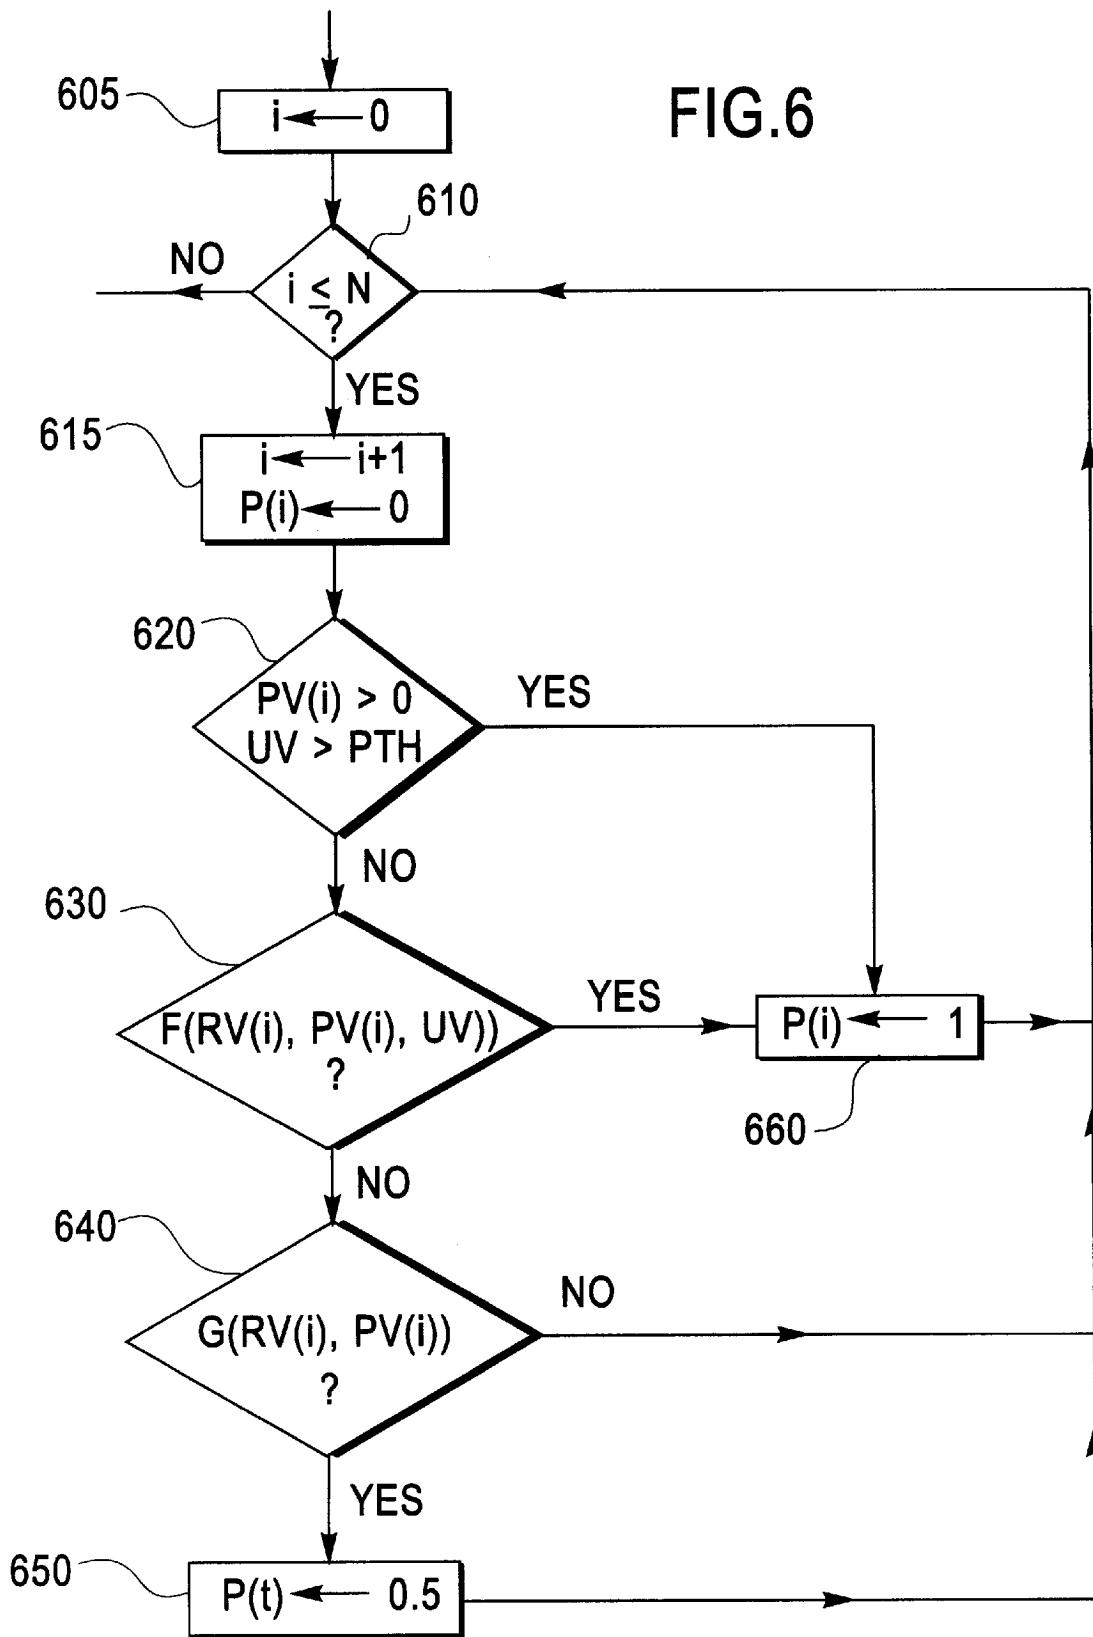 FIG.6
605
i ← 0
610
NO
i ≤ N
?
YES
615
i ← i+1
P(i) ← 0
620
PV(i) > 0
UV > PTH
YES
NO
630
F(RV(i), PV(i), UV))
?
YES
P(i) ← 1
660
NO
640
G(RV(i), PV(i))
?
NO
YES
650
P(t) ← 0.5